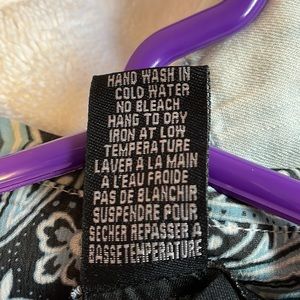 HAND WASH IN
COLD WATER
NO BLEACH
HANG TO DRY
IRON AT LOW
TEMPERATURE
LAVER A LA MAIN
A L'EAU FROIDE
PAS DE BLANCHIR
SUSPENDRE POUR
SECHER REPASSER A
BASSETEMPERATURE